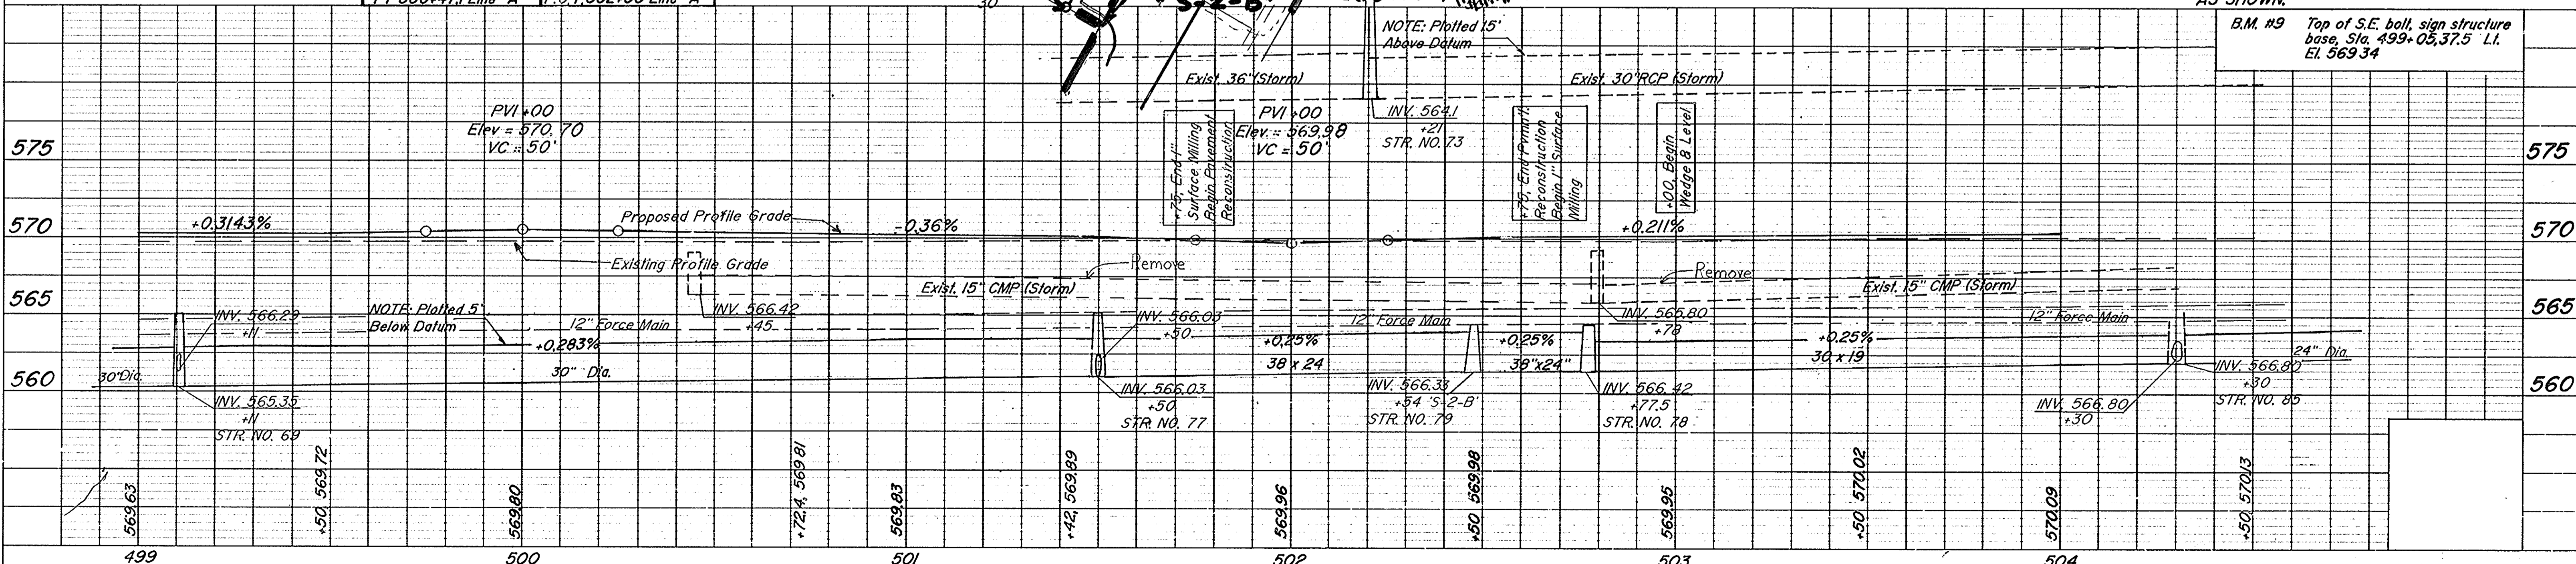 AS SHOWN.
B.M. #9 Top of S.E. bolt, sign structure
base, Sta. 499+05,37.5 Lt.
El. 569 34
30
S-2-B
NOTE: Plotted 15'
Above Datum
Exist. 36" (Storm)
Exist. 30" RCP (Storm)
PVI +00
Elev = 570.70
VC = 50'
+75, End 1"
Surface Milling
Begin Pavement
Reconstruction
PVI +00
Elev. = 569.98
VC = 50'
INV. 564.1
+21
STR. NO. 73
+75, End Pvm'n't.
Reconstruction
Begin 1" Surface
Milling
+00, Begin
Wedge & Level
575
575
570
+0.3143%
Proposed Profile Grade
-0.36%
+0.211%
570
Existing Profile Grade
Remove
Remove
Exist. 15" CMP (Storm)
Exist. 15" CMP (Storm)
565
565
INV. 566.29
+11
NOTE: Plotted 5'
Below Datum
12" Force Main
INV. 566.42
+45
INV. 566.03
+50
12" Force Main
INV. 565.80
+78
12" Force Main
+0.283%
+0.25%
+0.25%
+0.25%
30" Dia.
30" Dia.
38 x 24
38"x24"
30 x 19
24" Dia.
560
560
INV. 565.35
+11
STR. NO. 69
INV. 566.03
+50
STR. NO. 77
INV. 566.33
+54 'S-2-B'
STR. NO. 79
INV. 566.42
+77.5
STR. NO. 78
INV. 566.80
+30
INV. 566.80
+30
STR. NO. 85
569.63
+50 569.72
569.80
+72.4, 569 81
569.83
+42, 569.89
569.96
+50 569.98
569.95
+50 570.02
570.09
+50, 570.13
499
500
501
502
503
504